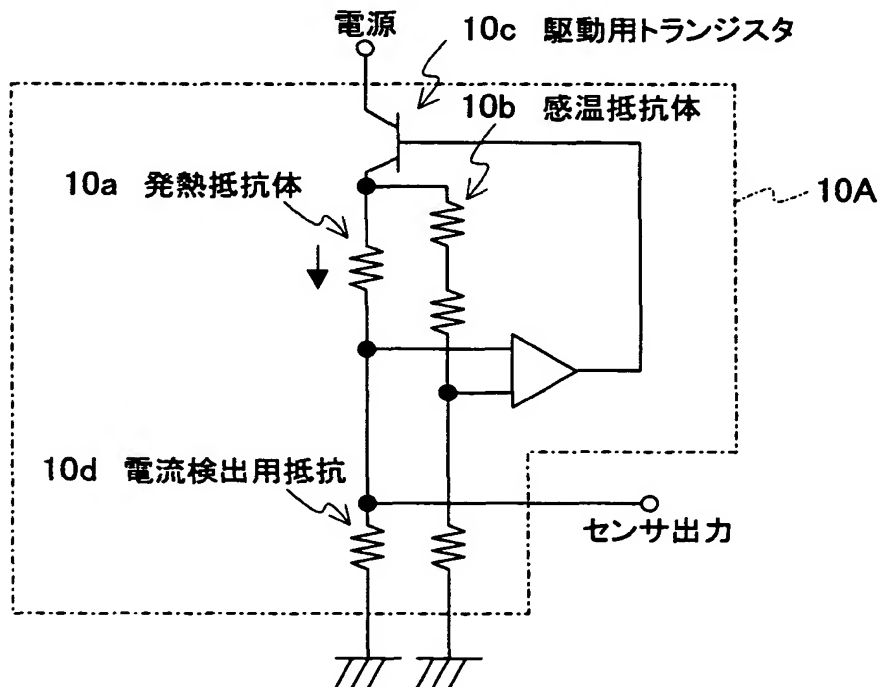 電源
10c 駆動用トランジスタ
10b 感温抵抗体
10a 発熱抵抗体
10A
10d 電流検出用抵抗
センサ出力